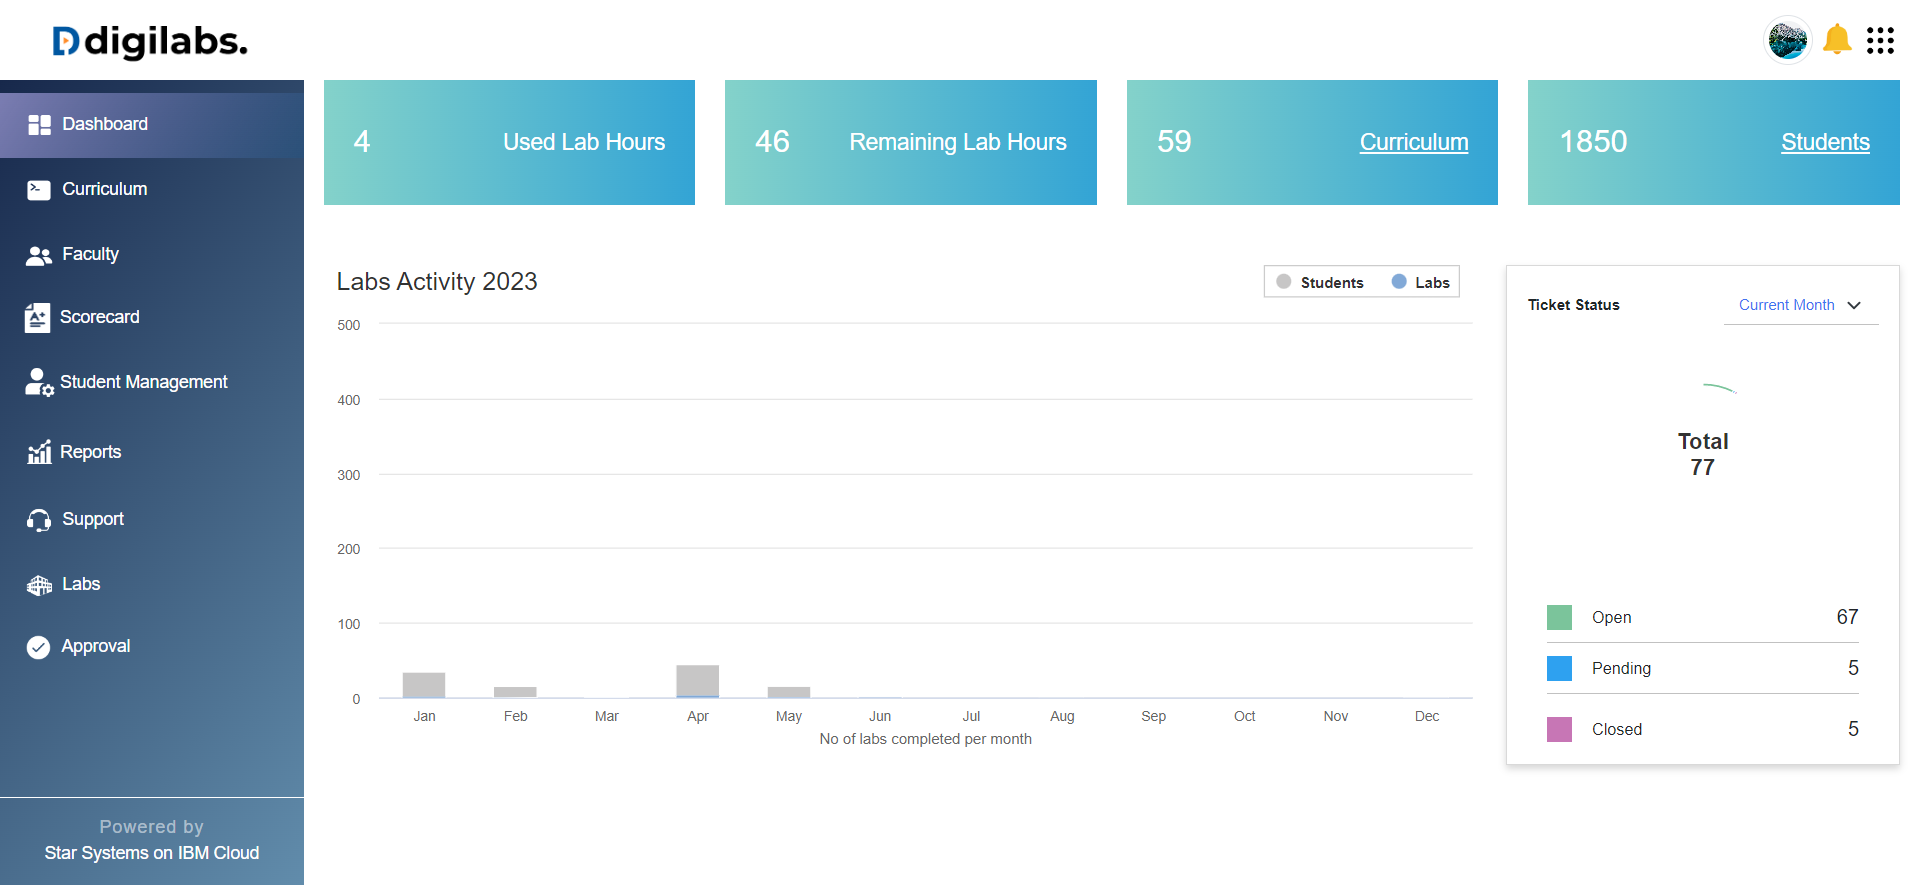 digilabs.
Dashboard
Curriculum
Faculty
Scorecard
Student Management
Reports
Support
Labs
Approval
Powered by
Star Systems on IBM Cloud
4 Used Lab Hours
46 Remaining Lab Hours
59 Curriculum
1850 Students
Labs Activity 2023
Students Labs
500
400
300
200
100
0
Jan Feb Mar Apr May Jun Jul Aug Sep Oct Nov Dec
No of labs completed per month
Ticket Status Current Month
Total
77
Open 67
Pending 5
Closed 5